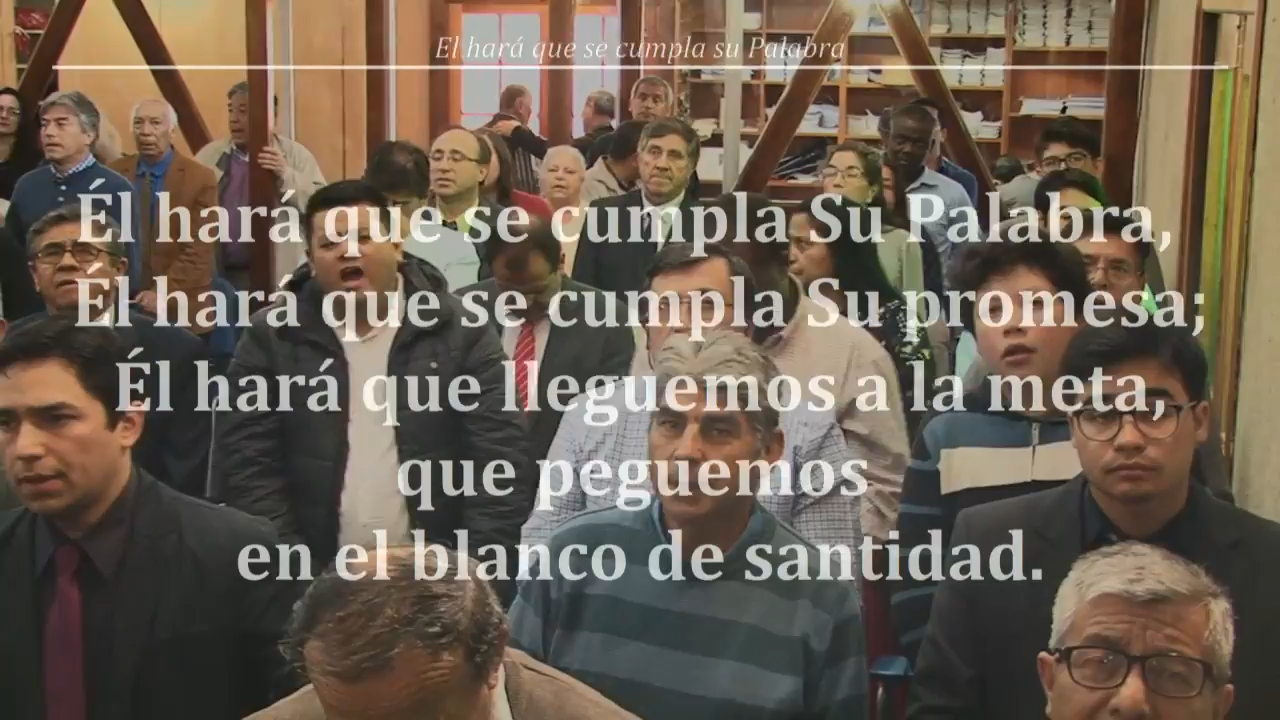 El hará que se cumpla su Palabra
Él hará que se cumpla Su Palabra,
Él hará que se cumpla Su promesa;
Él hará que lleguemos a la meta,
que peguemos
en el blanco de santidad.